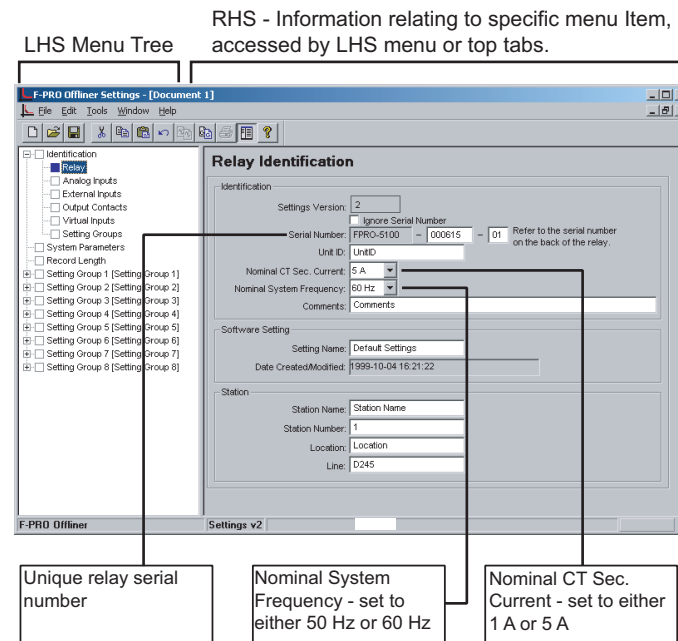 RHS - Information relating to specific menu Item,
accessed by LHS menu or top tabs.
LHS Menu Tree
F-PRO Offliner Settings - [Document 1]
File Edit Tools Window Help
Identification
Relay
Analog Inputs
External Inputs
Output Contacts
Virtual Inputs
Setting Groups
System Parameters
Record Length
Setting Group 1 [Setting Group 1]
Setting Group 2 [Setting Group 2]
Setting Group 3 [Setting Group 3]
Setting Group 4 [Setting Group 4]
Setting Group 5 [Setting Group 5]
Setting Group 6 [Setting Group 6]
Setting Group 7 [Setting Group 7]
Setting Group 8 [Setting Group 8]
Relay Identification
Identification
Settings Version: 2
Ignore Serial Number
Serial Number: FPRO-5100 - 000615 - 01 Refer to the serial number
on the back of the relay.
Unit ID: UnitID
Nominal CT Sec. Current: 5 A
Nominal System Frequency: 60 Hz
Comments: Comments
Software Setting
Setting Name: Default Settings
Date Created/Modified: 1999-10-04 16:21:22
Station
Station Name: Station Name
Station Number: 1
Location: Location
Line: D245
F-PRO Offliner
Settings v2
Unique relay serial
number
Nominal System
Frequency - set to
either 50 Hz or 60 Hz
Nominal CT Sec.
Current - set to either
1 A or 5 A